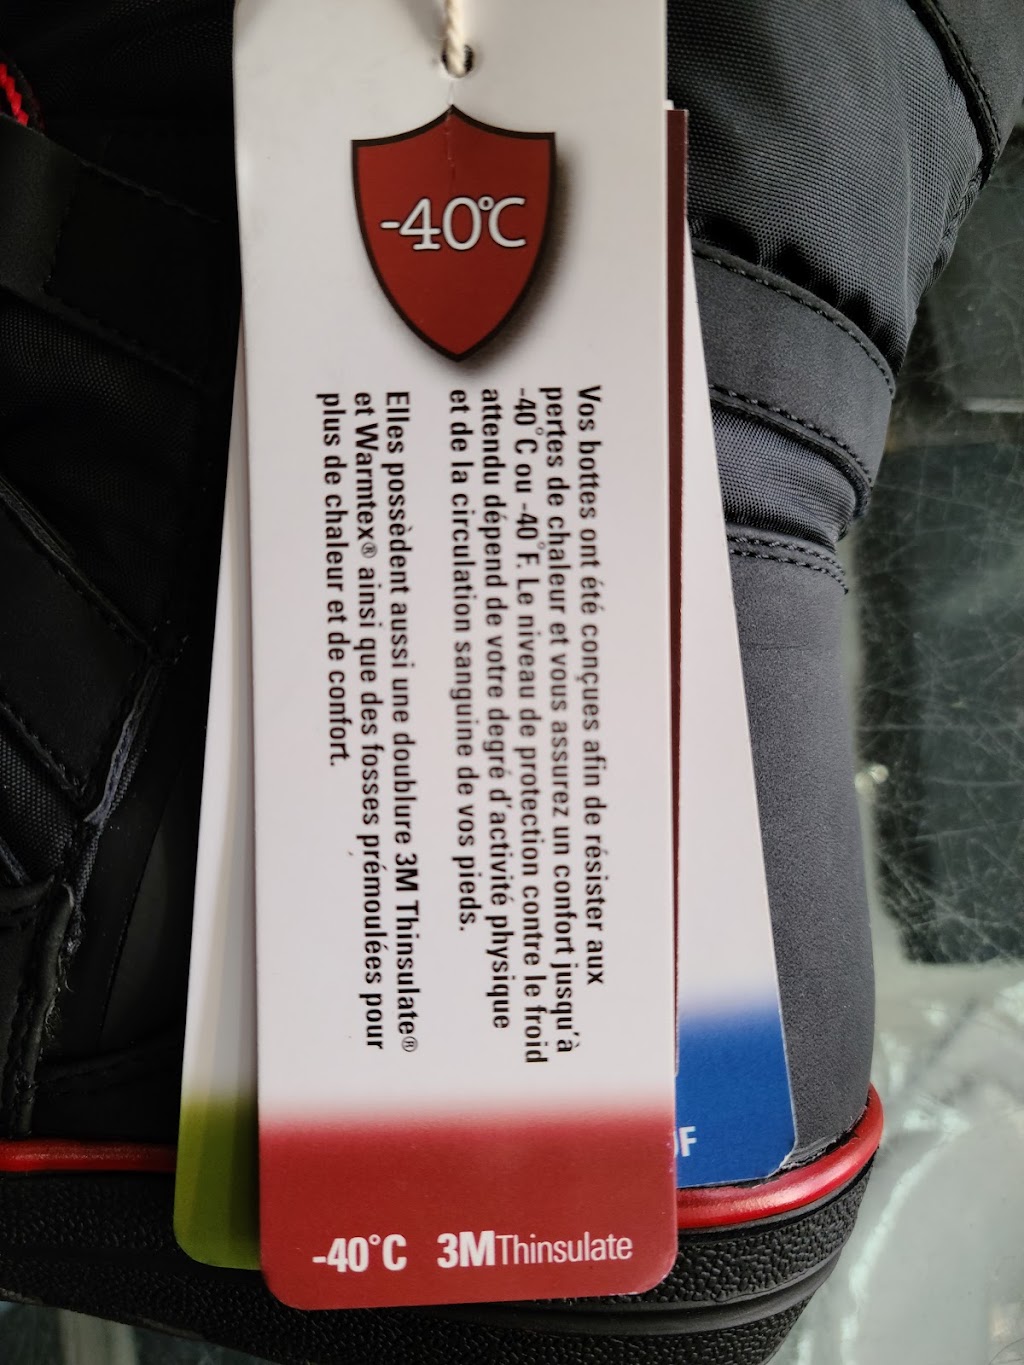 -40°C
Vos bottes ont été conçues afin de résister aux
pertes de chaleur et vous assurez un confort jusqu'à
-40°C ou -40°F. Le niveau de protection contre le froid
attendu dépend de votre degré d'activité physique
et de la circulation sanguine de vos pieds.
Elles possèdent aussi une doublure 3M Thinsulate®
et Warmtex® ainsi que des fosses prémoulées pour
plus de chaleur et de confort.
-40°C 3M Thinsulate